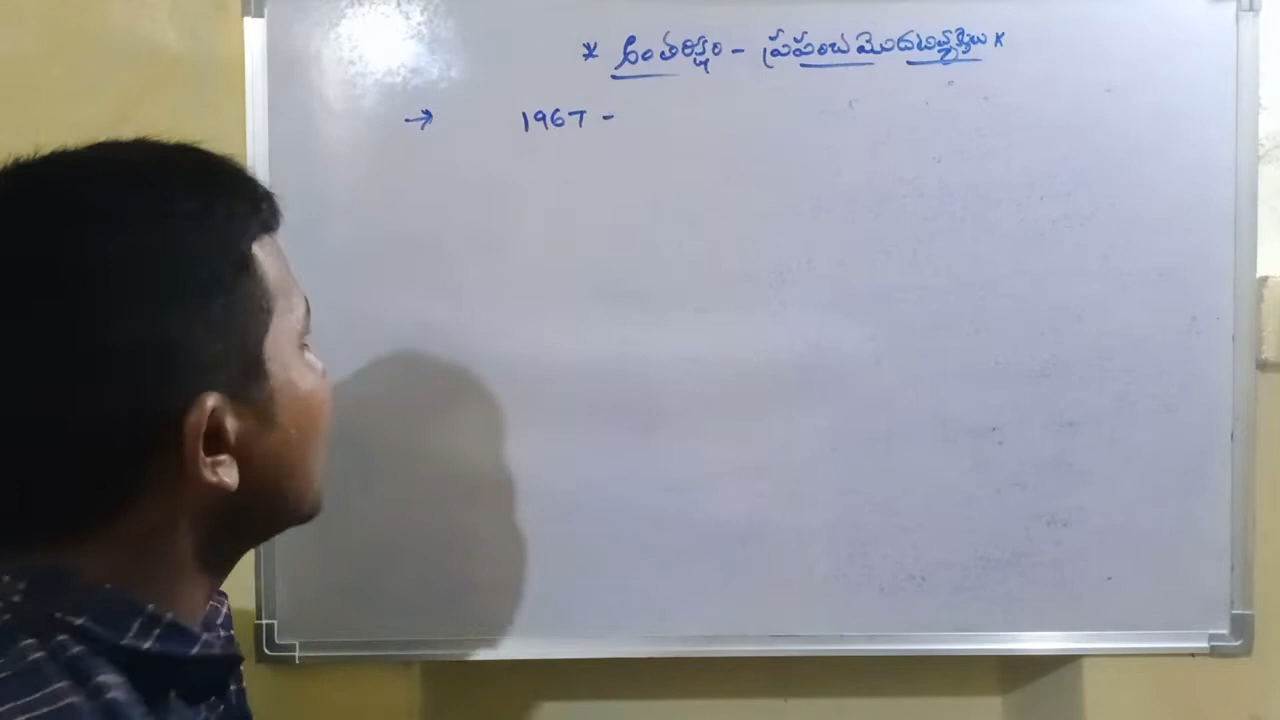 * అంతరిక్షం - ప్రపంచ మొదటి వ్యక్తులు *
→ 1967 -